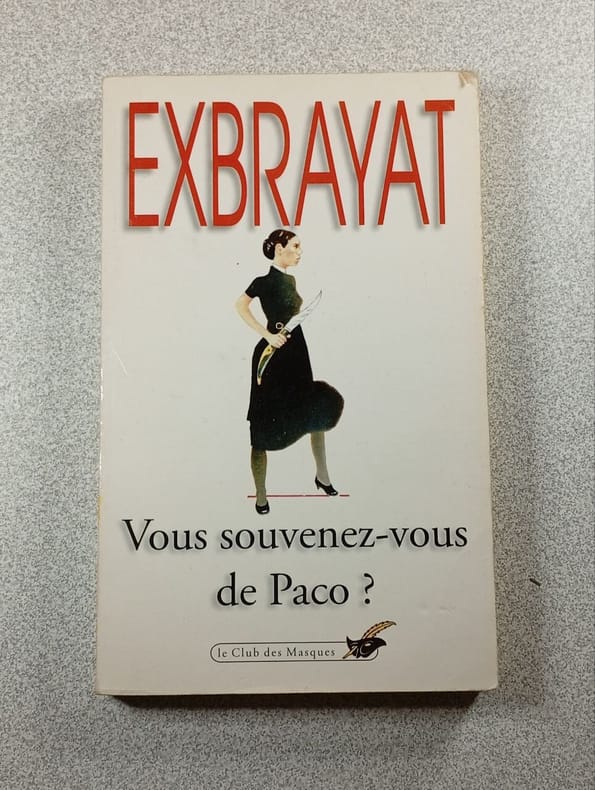 EXBRAYAT
Vous souvenez-vous
de Paco ?
le Club des Masques